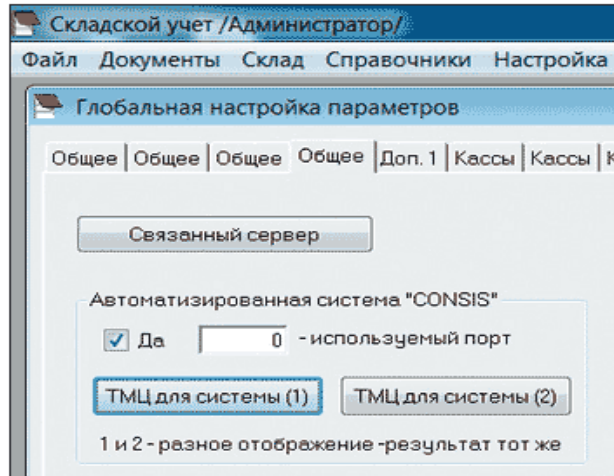 Складской учет /Администратор/
Файл Документы Склад Справочники Настройка
Глобальная настройка параметров
Общее Общее Общее Общее Доп. 1 Кассы Кассы
Связанный сервер
Автоматизированная система "CONSIS"
Да 0 - используемый порт
ТМЦ для системы (1) ТМЦ для системы (2)
1 и 2 - разное отображение -результат тот же